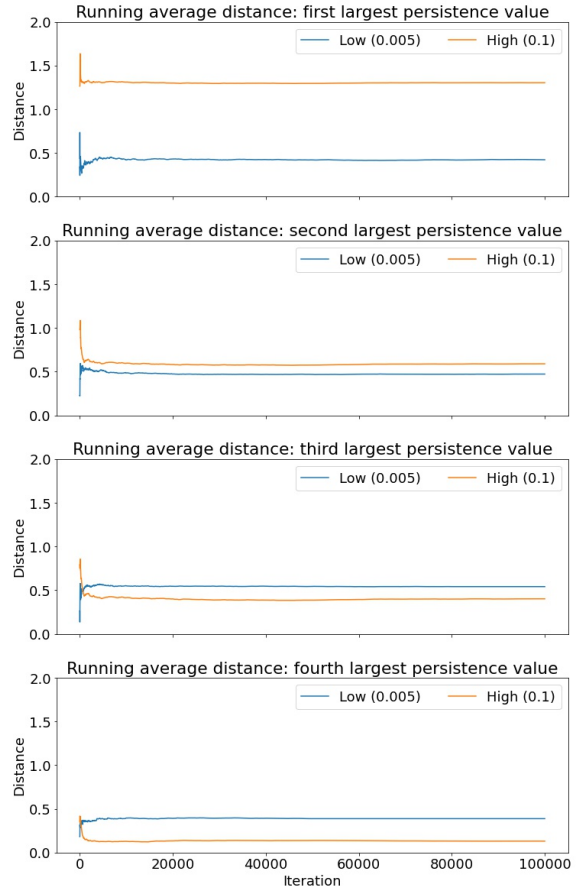 Running average distance: first largest persistence value
2.0
Low (0.005) High (0.1)
1.5
1.0
0.5
0.0
Distance
Running average distance: second largest persistence value
2.0
Low (0.005) High (0.1)
1.5
1.0
0.5
0.0
Distance
Running average distance: third largest persistence value
2.0
Low (0.005) High (0.1)
1.5
1.0
0.5
0.0
Distance
Running average distance: fourth largest persistence value
2.0
Low (0.005) High (0.1)
1.5
1.0
0.5
0.0
Distance
0 20000 40000 60000 80000 100000
Iteration